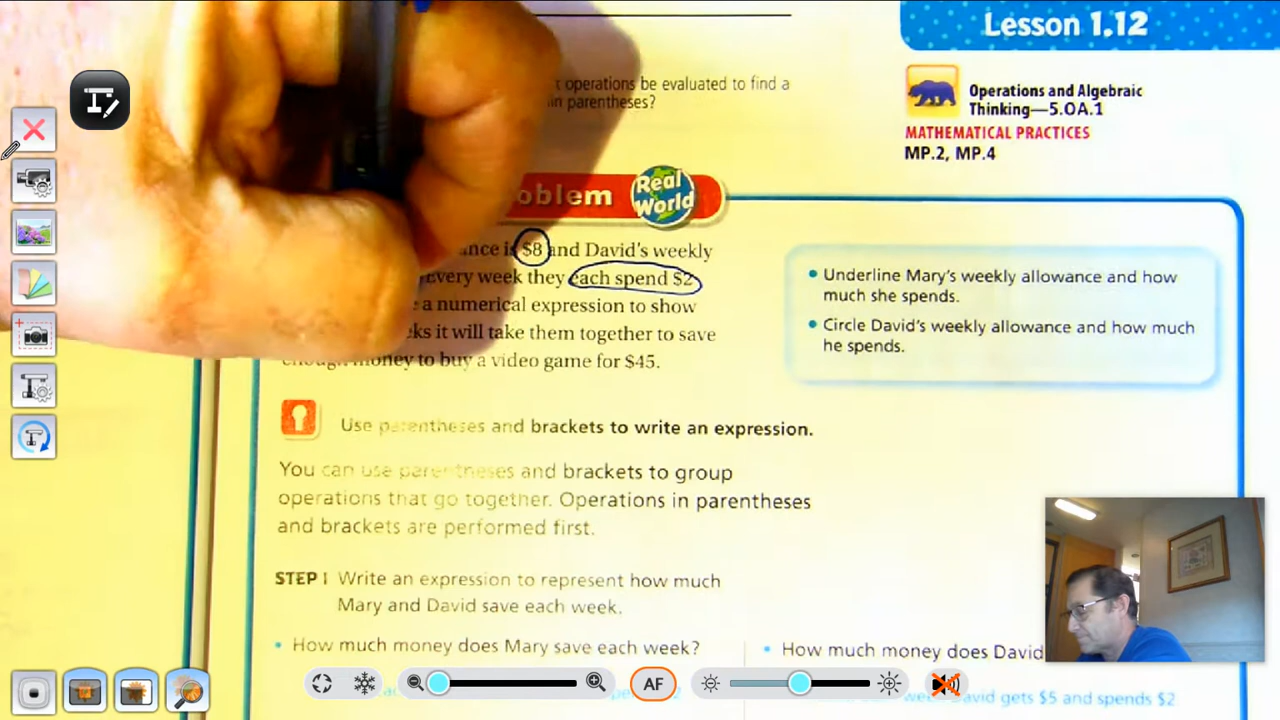 Lesson 1.12
t operations be evaluated to find a
in parentheses?
Operations and Algebraic
Thinking—5.OA.1
MATHEMATICAL PRACTICES
MP.2, MP.4
oblem
Real
World
ance is $8 and David's weekly
Every week they each spend $2
a numerical expression to show
ks it will take them together to save
enough money to buy a video game for $45.
• Underline Mary's weekly allowance and how
much she spends.
• Circle David's weekly allowance and how much
he spends.
Use parentheses and brackets to write an expression.
You can use parentheses and brackets to group
operations that go together. Operations in parentheses
and brackets are performed first.
STEP 1 Write an expression to represent how much
Mary and David save each week.
• How much money does Mary save each week?
• How much money does David
AF
David gets $5 and spends $2